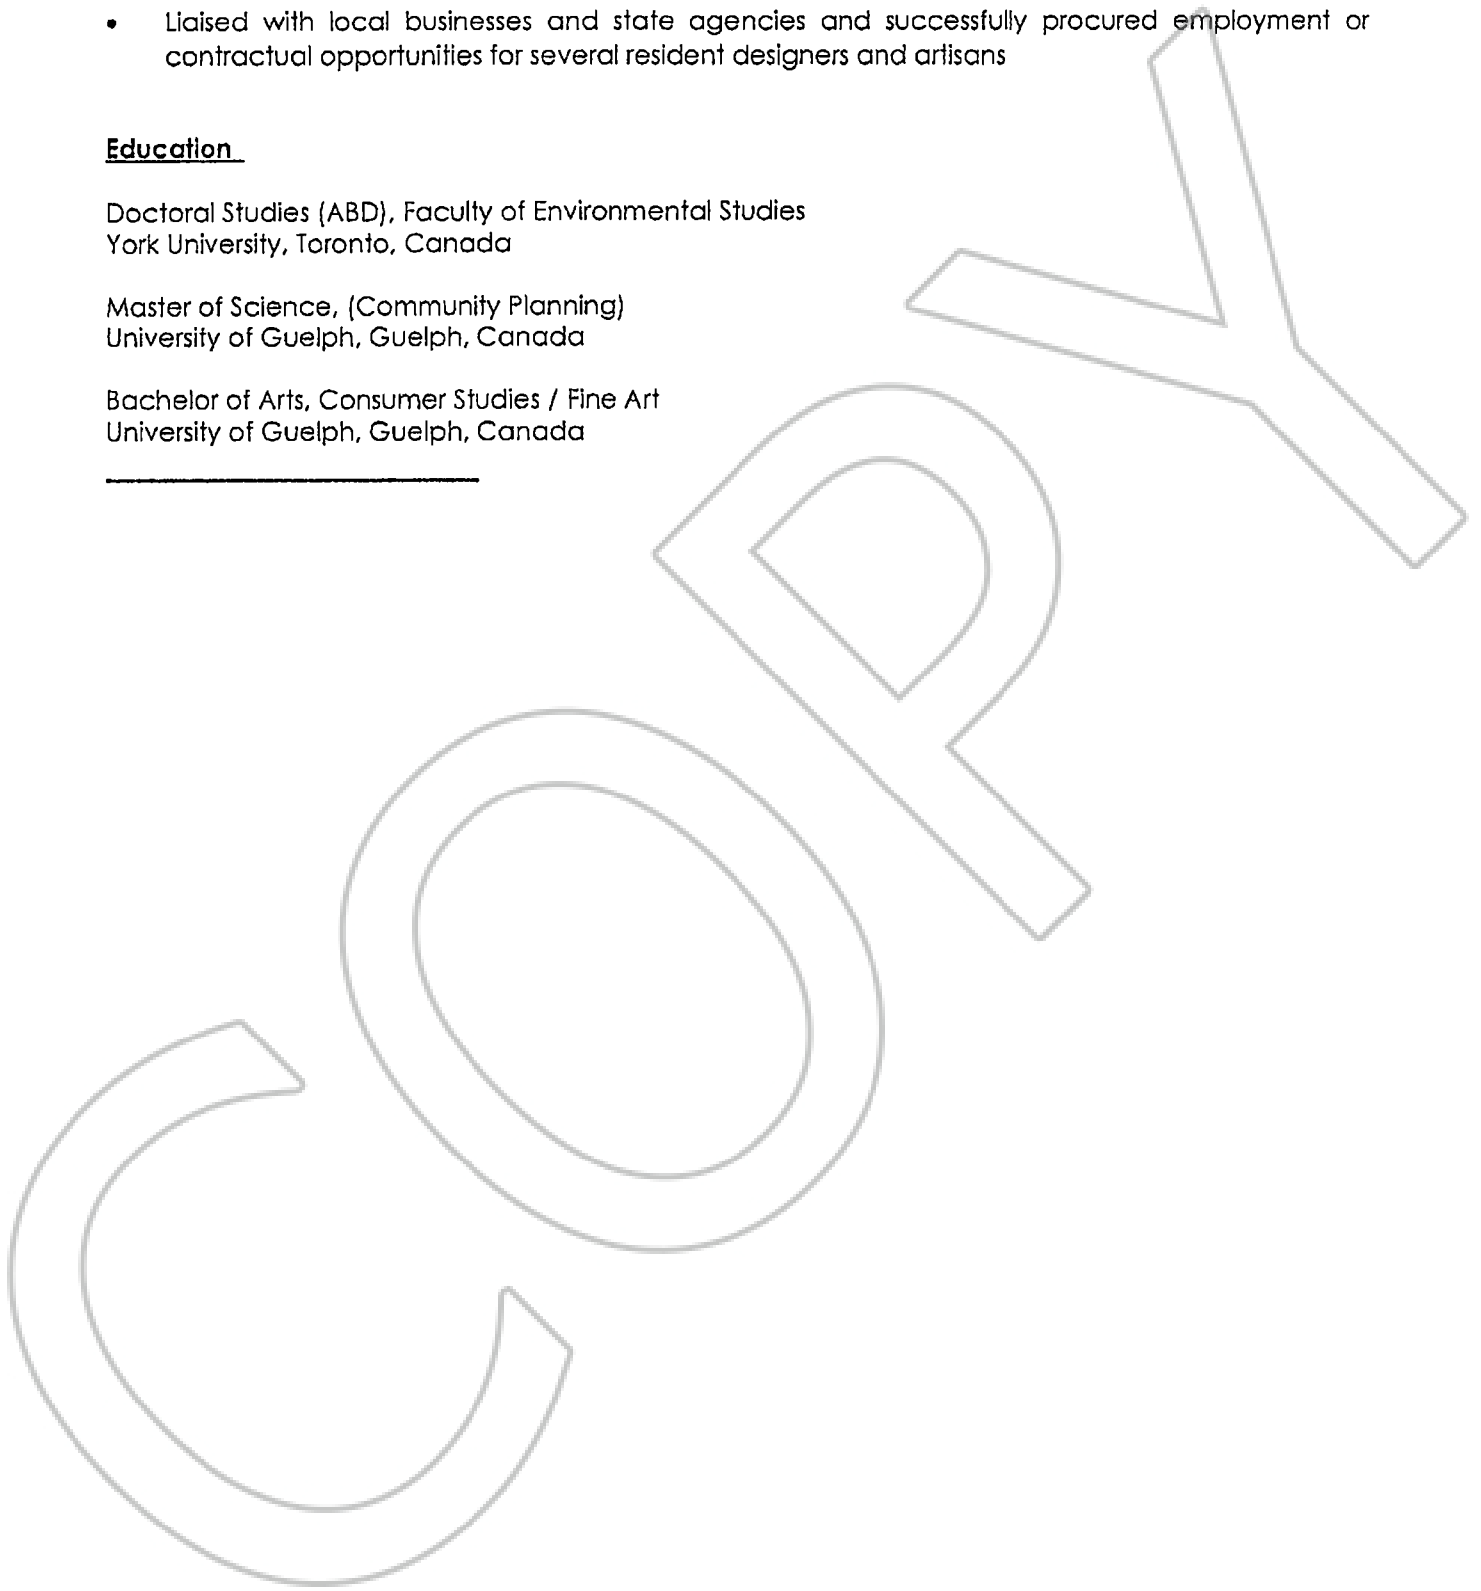 • Liaised with local businesses and state agencies and successfully procured employment or
contractual opportunities for several resident designers and artisans
Education
Doctoral Studies (ABD), Faculty of Environmental Studies
York University, Toronto, Canada
Master of Science, (Community Planning)
University of Guelph, Guelph, Canada
Bachelor of Arts, Consumer Studies / Fine Art
University of Guelph, Guelph, Canada
COPY